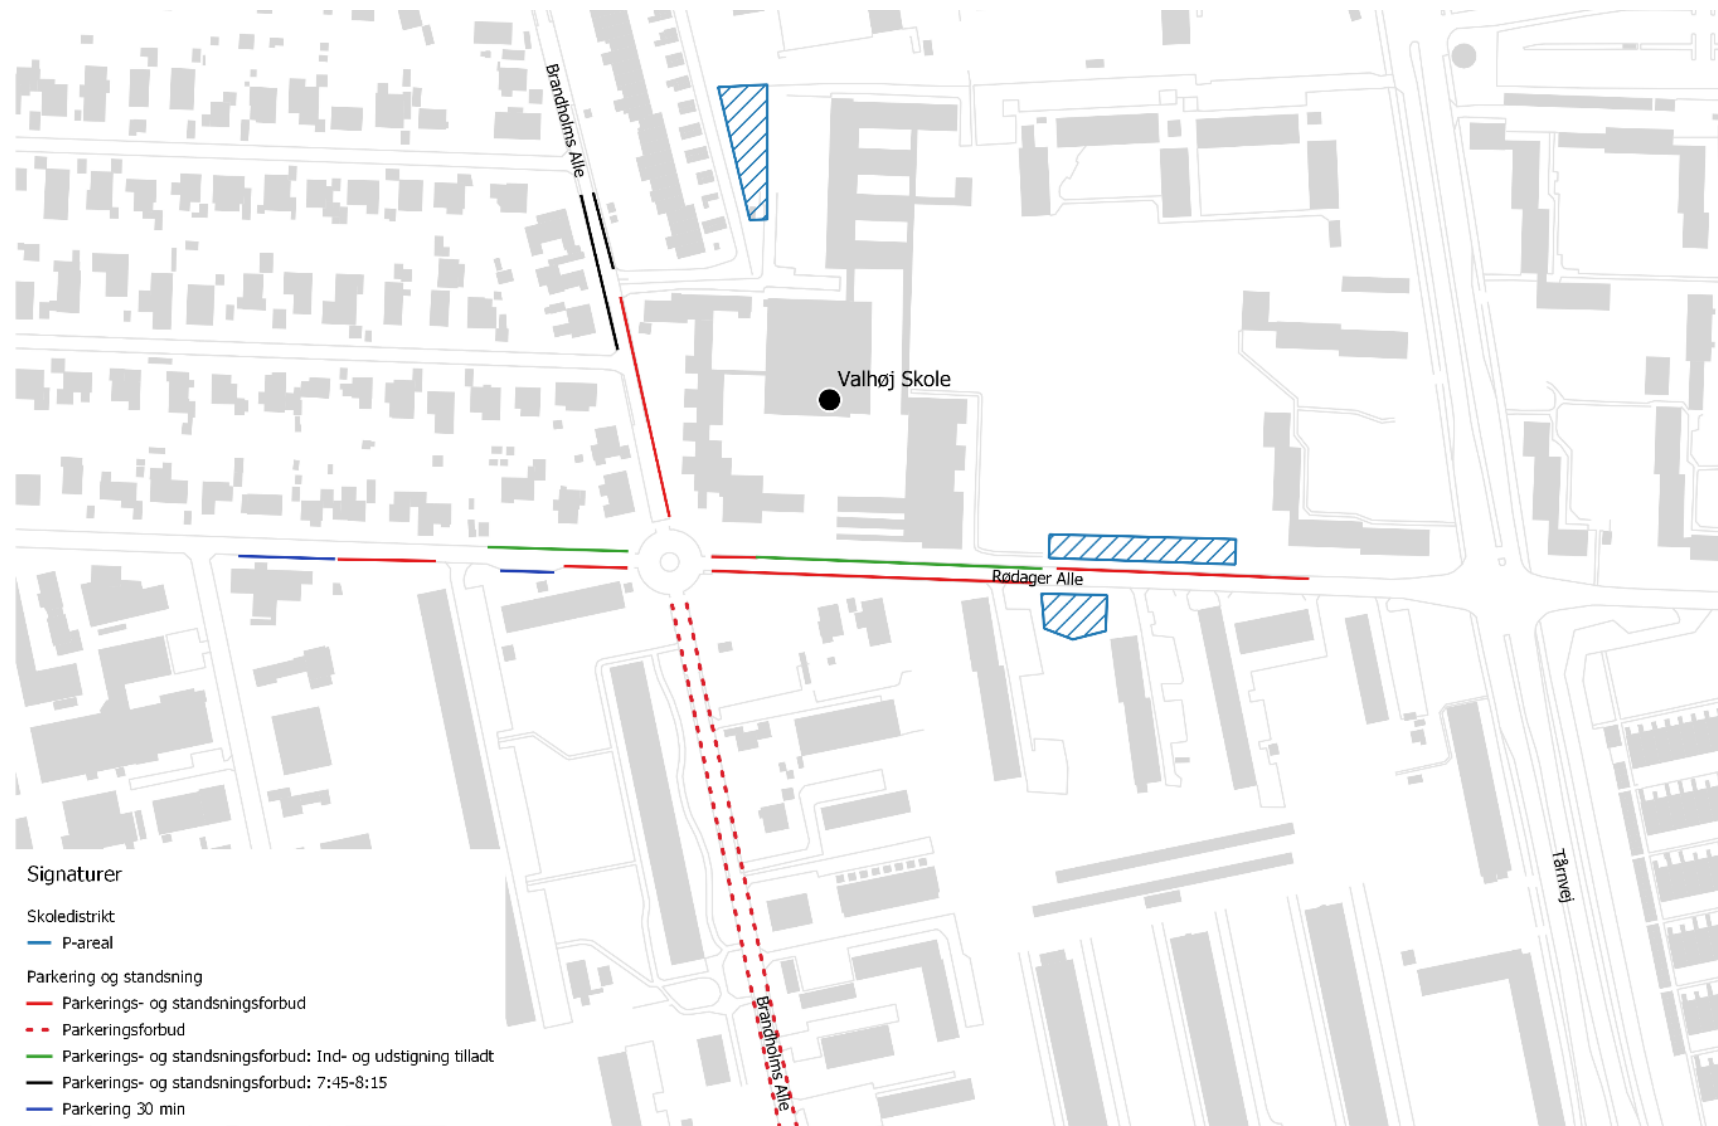 Brandholms Alle
Valhøj Skole
Rødager Alle
Tårnvej
Brandholms Alle
Signaturer
Skoledistrikt
P-areal
Parkering og standsning
Parkerings- og standsningsforbud
Parkeringsforbud
Parkerings- og standsningsforbud: Ind- og udstigning tilladt
Parkerings- og standsningsforbud: 7:45-8:15
Parkering 30 min